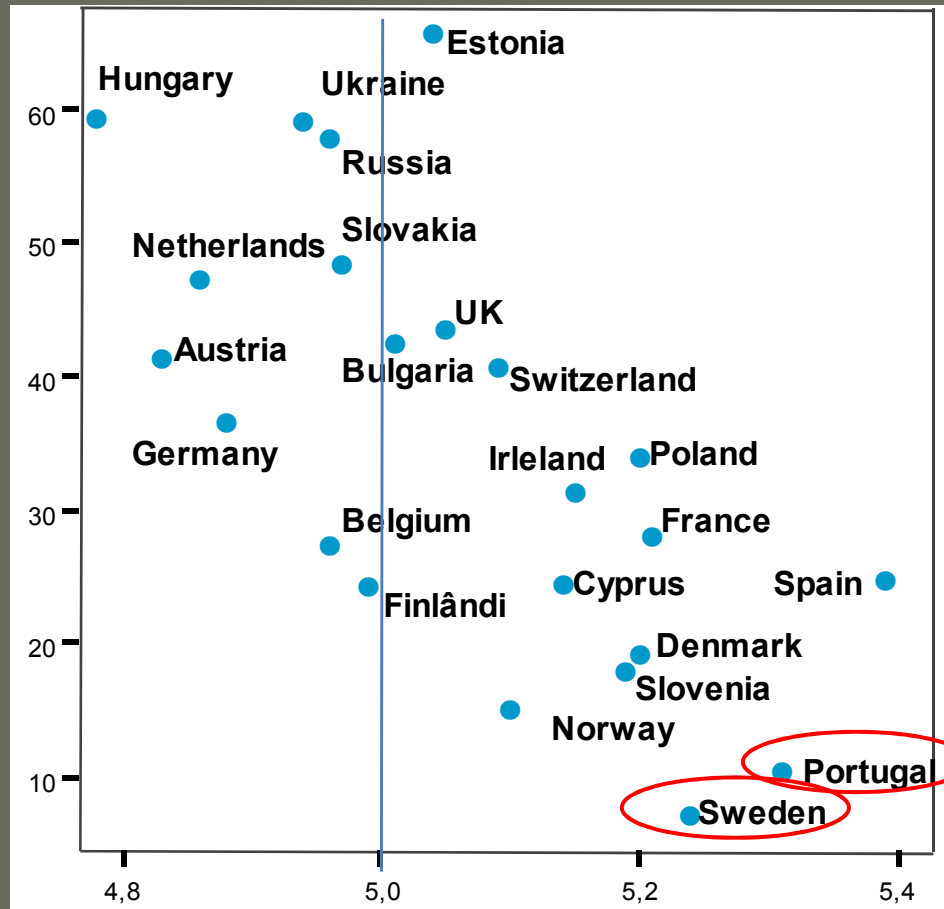 Estonia
Hungary
Ukraine
60
Russia
Slovakia
50
Netherlands
UK
Austria
Bulgaria
Switzerland
40
Germany
Irleland
Poland
30
Belgium
France
Cyprus
Spain
Finlândi
20
Denmark
Slovenia
Norway
Portugal
10
Sweden
4,8
5,0
5,2
5,4